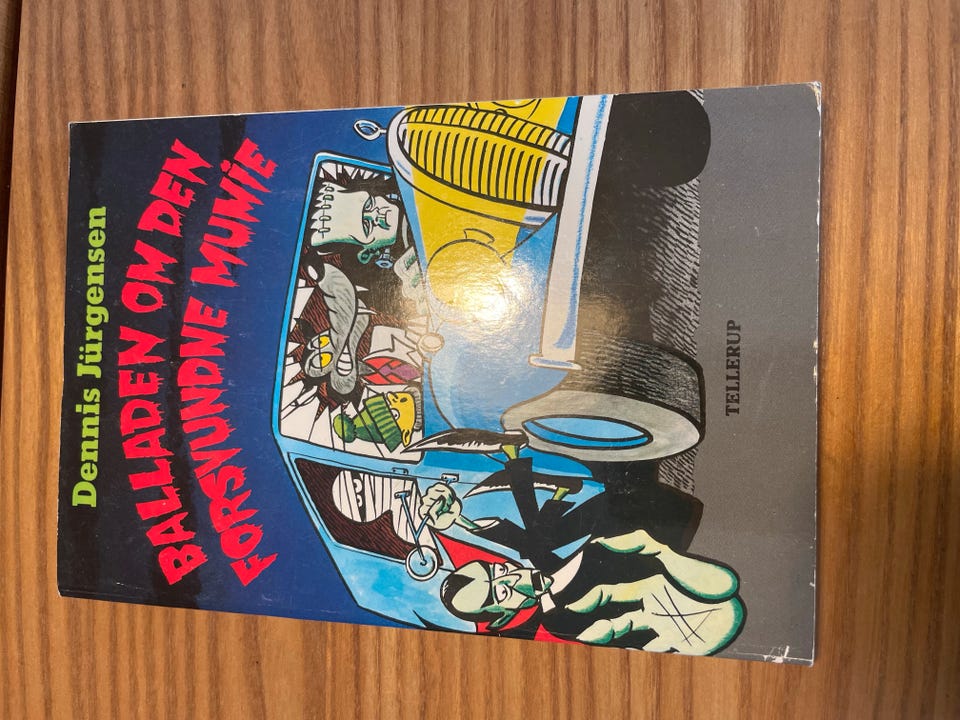 Dennis Jürgensen
BALLADEN OM DEN
FORSVUNDNE MUMIE
TELLERUP